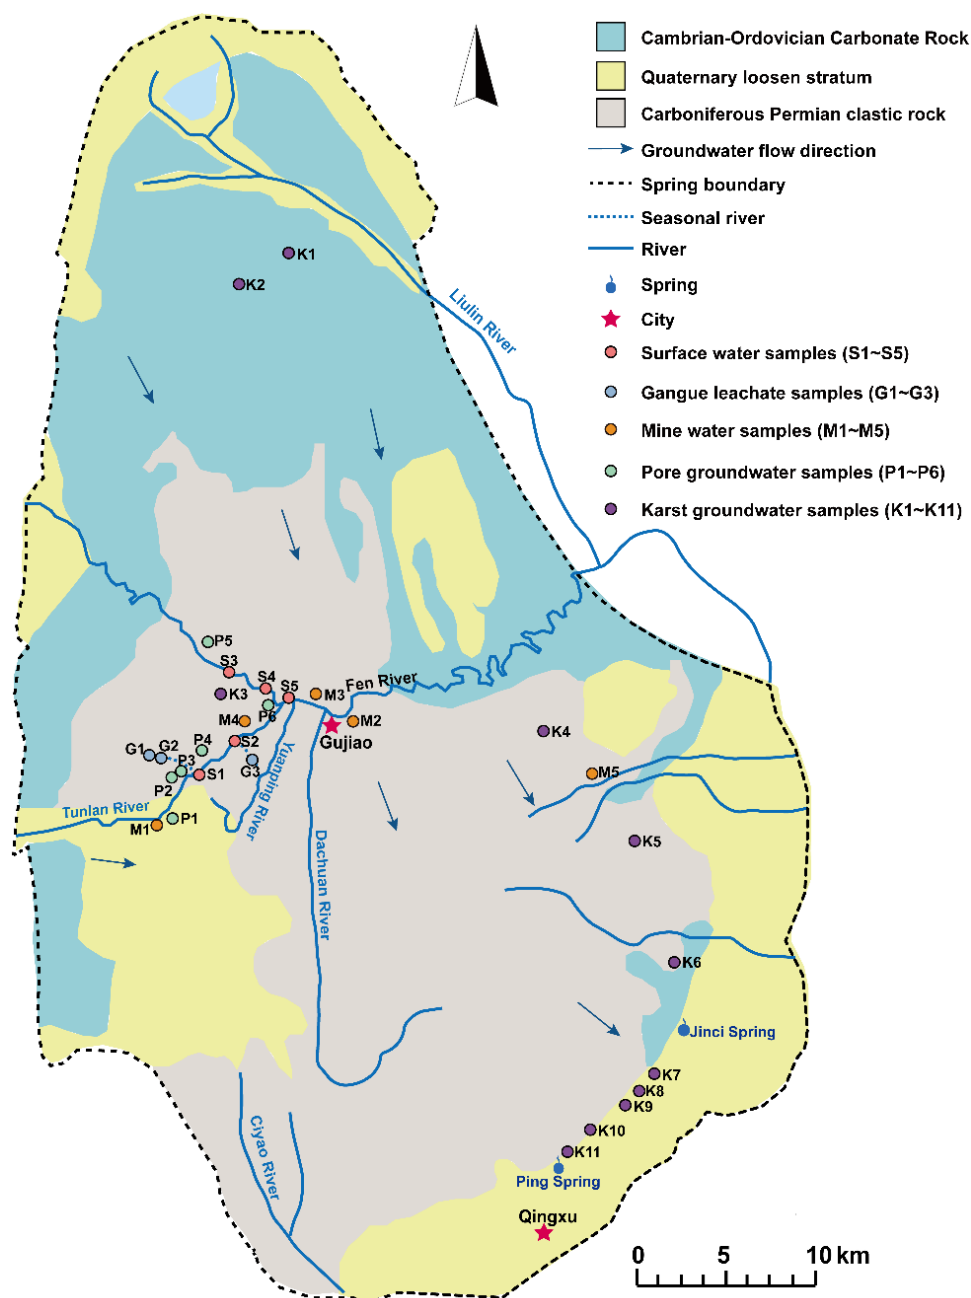 Cambrian-Ordovician Carbonate Rock
Quaternary loosen stratum
Carboniferous Permian clastic rock
Groundwater flow direction
Spring boundary
Seasonal river
River
Spring
City
Surface water samples (S1~S5)
Gangue leachate samples (G1~G3)
Mine water samples (M1~M5)
Pore groundwater samples (P1~P6)
Karst groundwater samples (K1~K11)
K1
K2
Liulin River
P5
S3
S4
S5
K3
P6
M3
Fen River
M4
M2
Gujiao
K4
S2
G1
G2
P4
P3
G3
S1
P2
M5
Yuanping River
Tunlan River
M1
P1
K5
Dachuan River
K6
Jinci Spring
K7
K8
K9
K10
K11
Ciyao River
Ping Spring
Qingxu
0 5 10 km